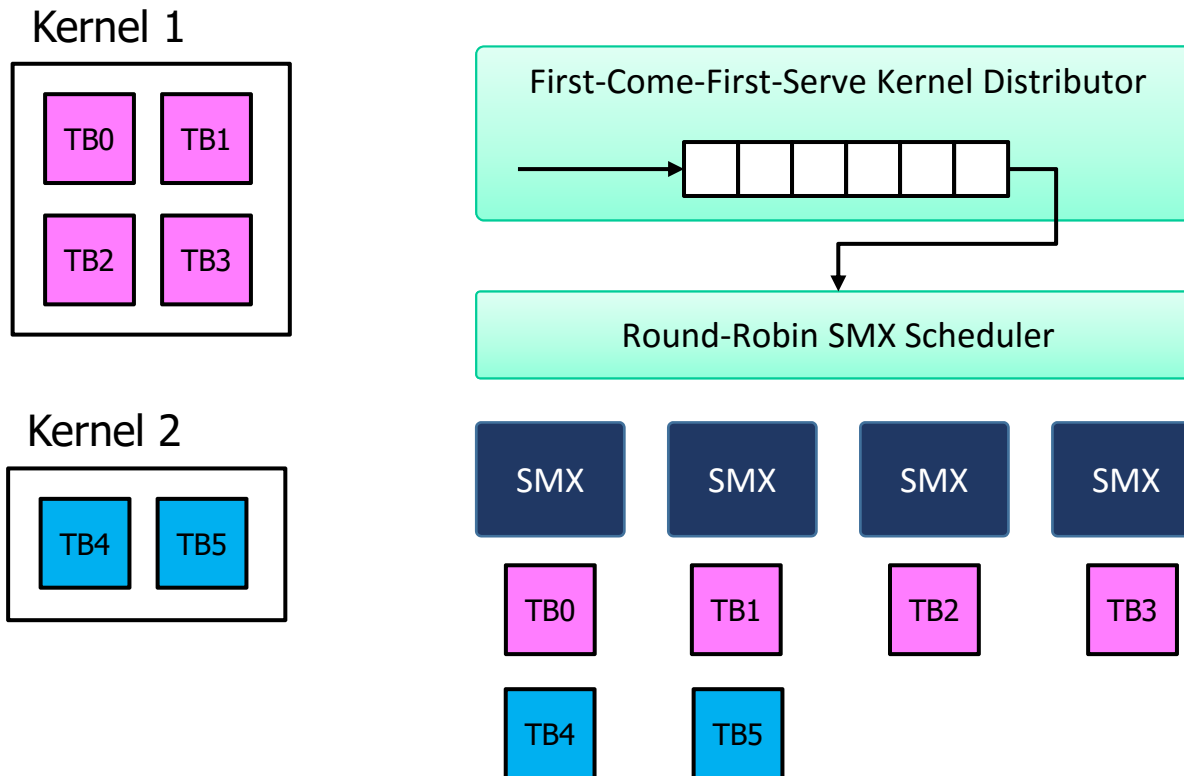 Kernel 1
TB0 TB1
TB2 TB3
Kernel 2
TB4 TB5
First-Come-First-Serve Kernel Distributor
Round-Robin SMX Scheduler
SMX SMX SMX SMX
TB0 TB1 TB2 TB3
TB4 TB5